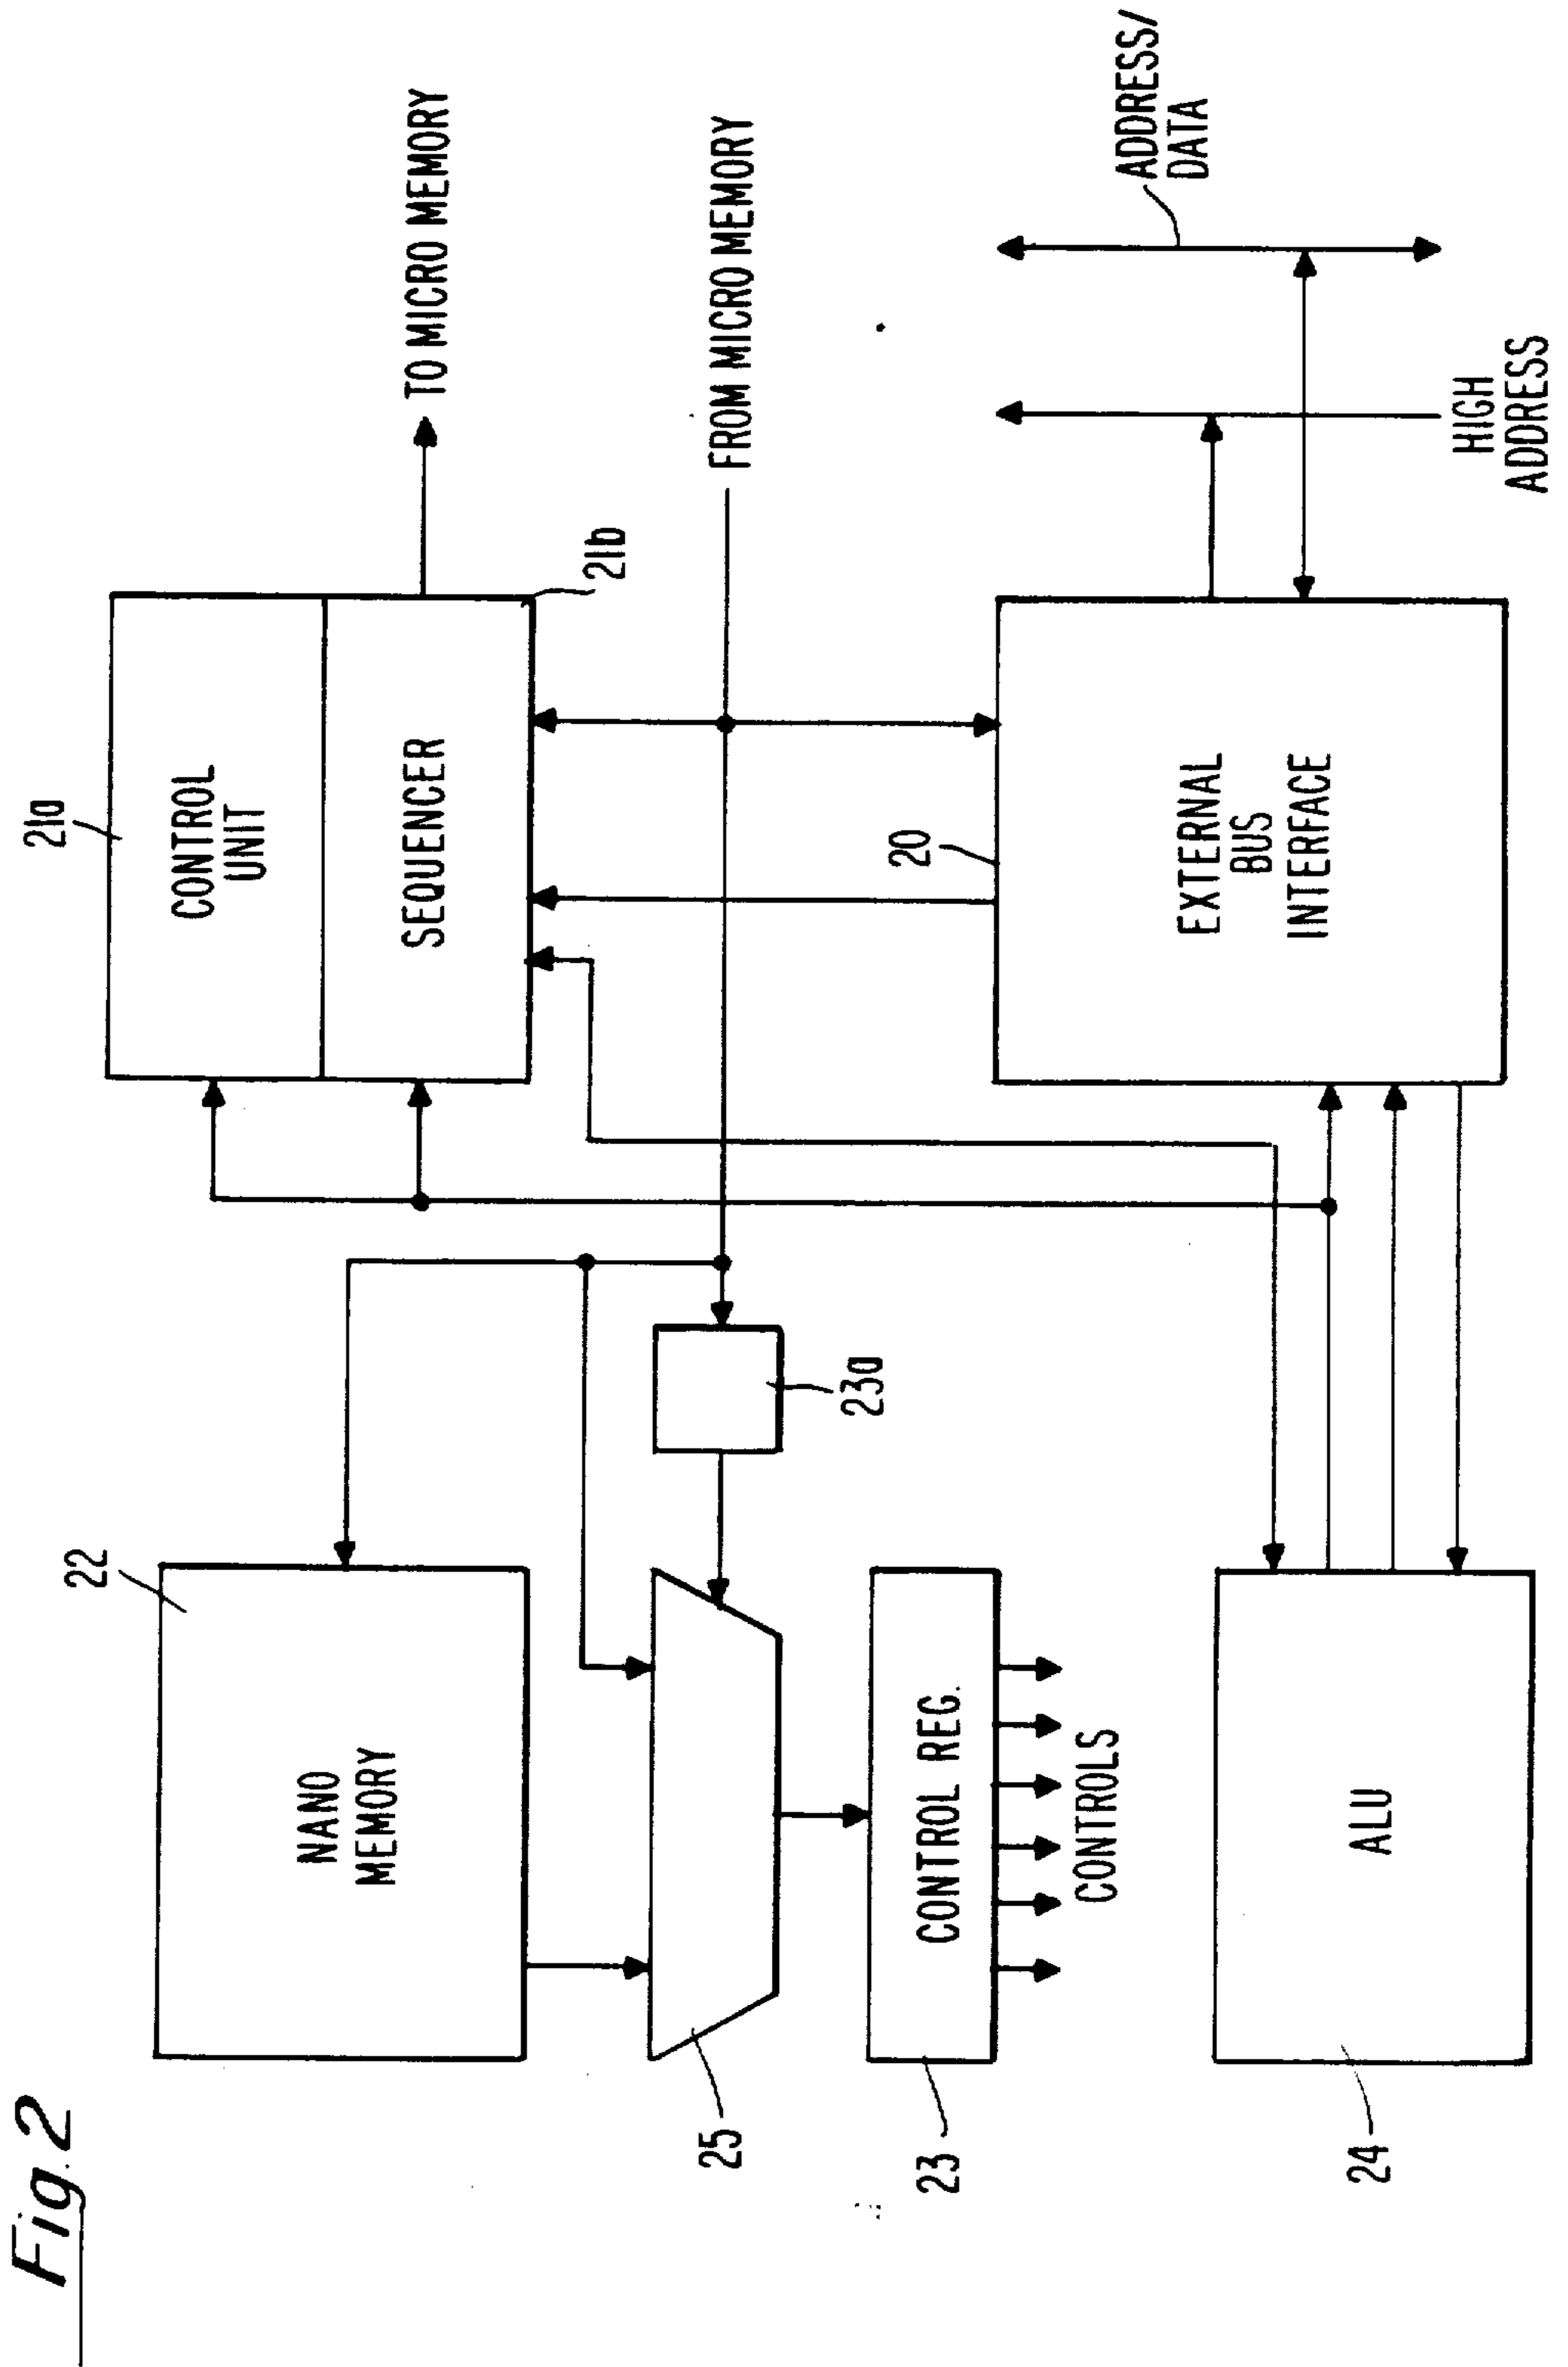 Fig. 2
22
NANO
MEMORY
21a
CONTROL
UNIT
SEQUENCER
21b
TO MICRO MEMORY
FROM MICRO MEMORY
23a
25
CONTROL REG.
23
CONTROLS
20
EXTERNAL
BUS
INTERFACE
ADDRESS/
DATA
HIGH
ADDRESS
ALU
24